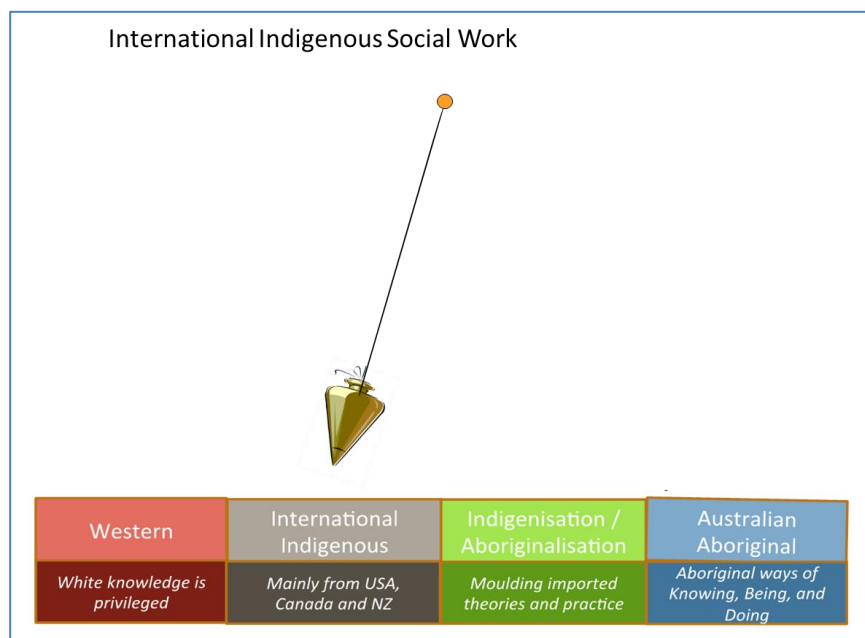 International Indigenous Social Work
Western
International
Indigenous
Indigenisation /
Aboriginalisation
Australian
Aboriginal
White knowledge is
privileged
Mainly from USA,
Canada and NZ
Moulding imported
theories and practice
Aboriginal ways of
Knowing, Being, and
Doing